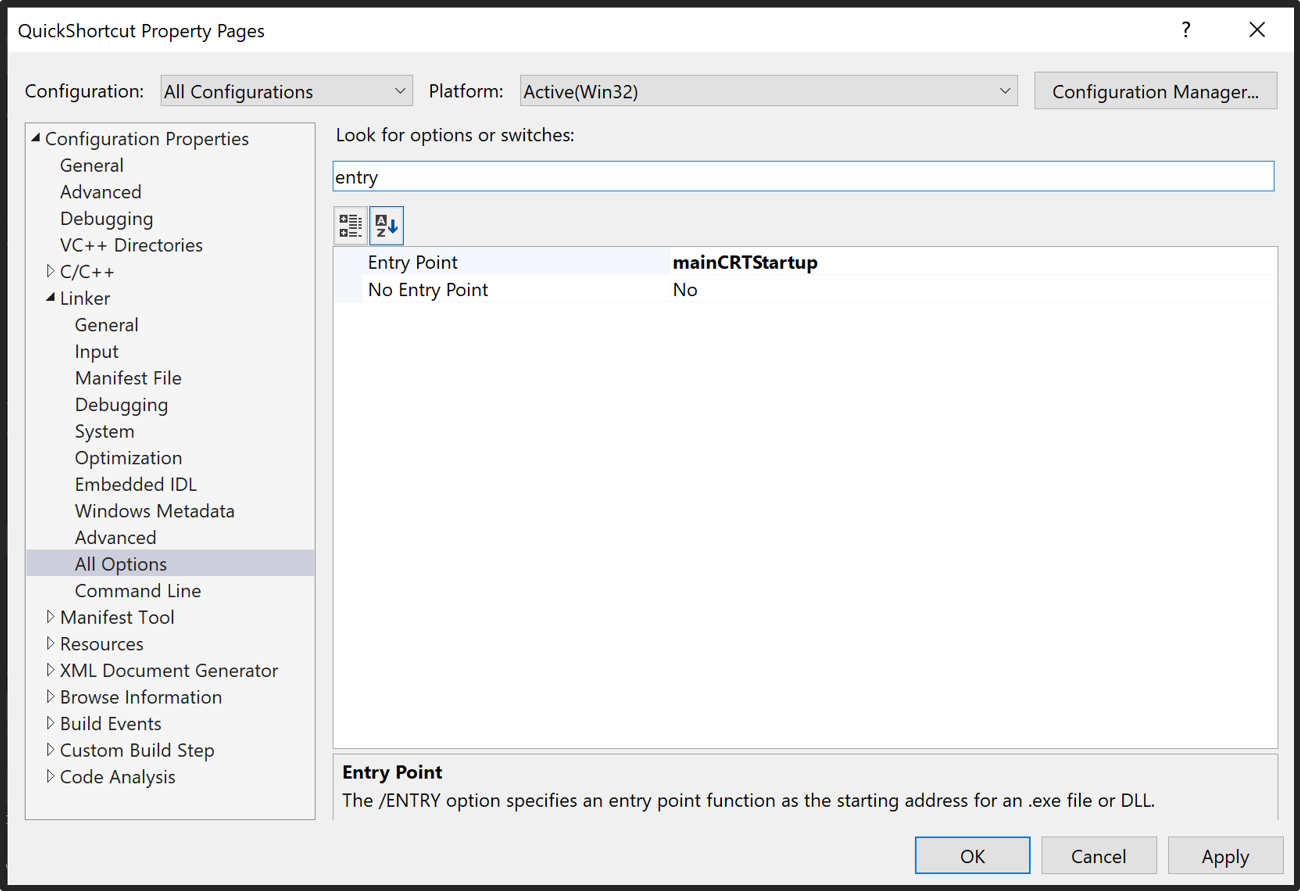 QuickShortcut Property Pages
?
Configuration: All Configurations Platform: Active(Win32) Configuration Manager...
Configuration Properties
General
Advanced
Debugging
VC++ Directories
C/C++
Linker
General
Input
Manifest File
Debugging
System
Optimization
Embedded IDL
Windows Metadata
Advanced
All Options
Command Line
Manifest Tool
Resources
XML Document Generator
Browse Information
Build Events
Custom Build Step
Code Analysis
Look for options or switches:
entry
Entry Point mainCRTStartup
No Entry Point No
Entry Point
The /ENTRY option specifies an entry point function as the starting address for an .exe file or DLL.
OK Cancel Apply